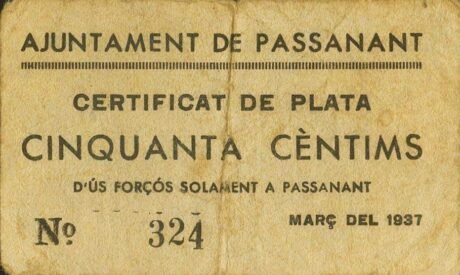 AJUNTAMENT DE PASSANANT
CERTIFICAT DE PLATA
CINQUANTA CÈNTIMS
D'ÚS FORÇÓS SOLAMENT A PASSANANT
Nº 324
MARÇ DEL 1937